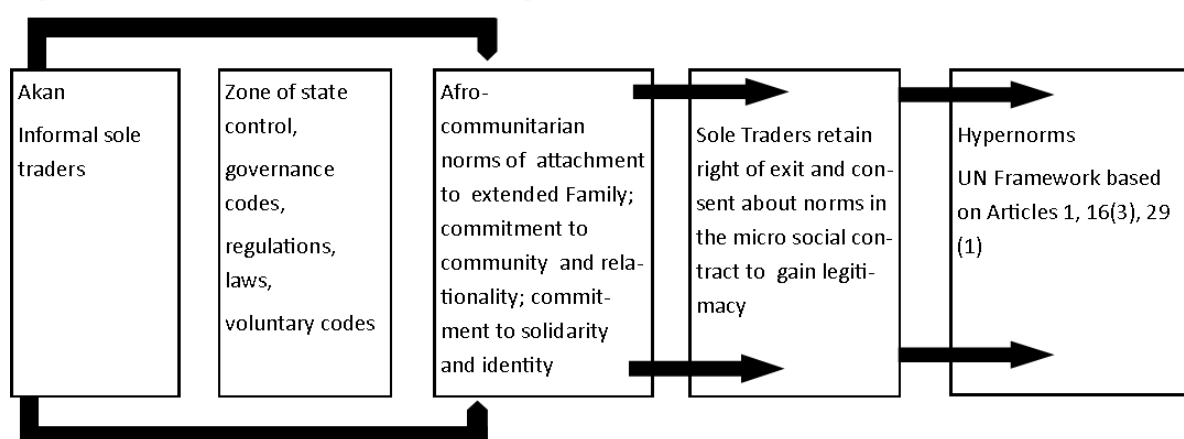 Akan
Informal sole
traders
Zone of state
control,
governance
codes,
regulations,
laws,
voluntary codes
Afro-
communitarian
norms of attachment
to extended Family;
commitment to
community and rela-
tionality; commit-
ment to solidarity
and identity
Sole Traders retain
right of exit and con-
sent about norms in
the micro social con-
tract to gain legiti-
macy
Hypernorms
UN Framework based
on Articles 1, 16(3), 29
(1)